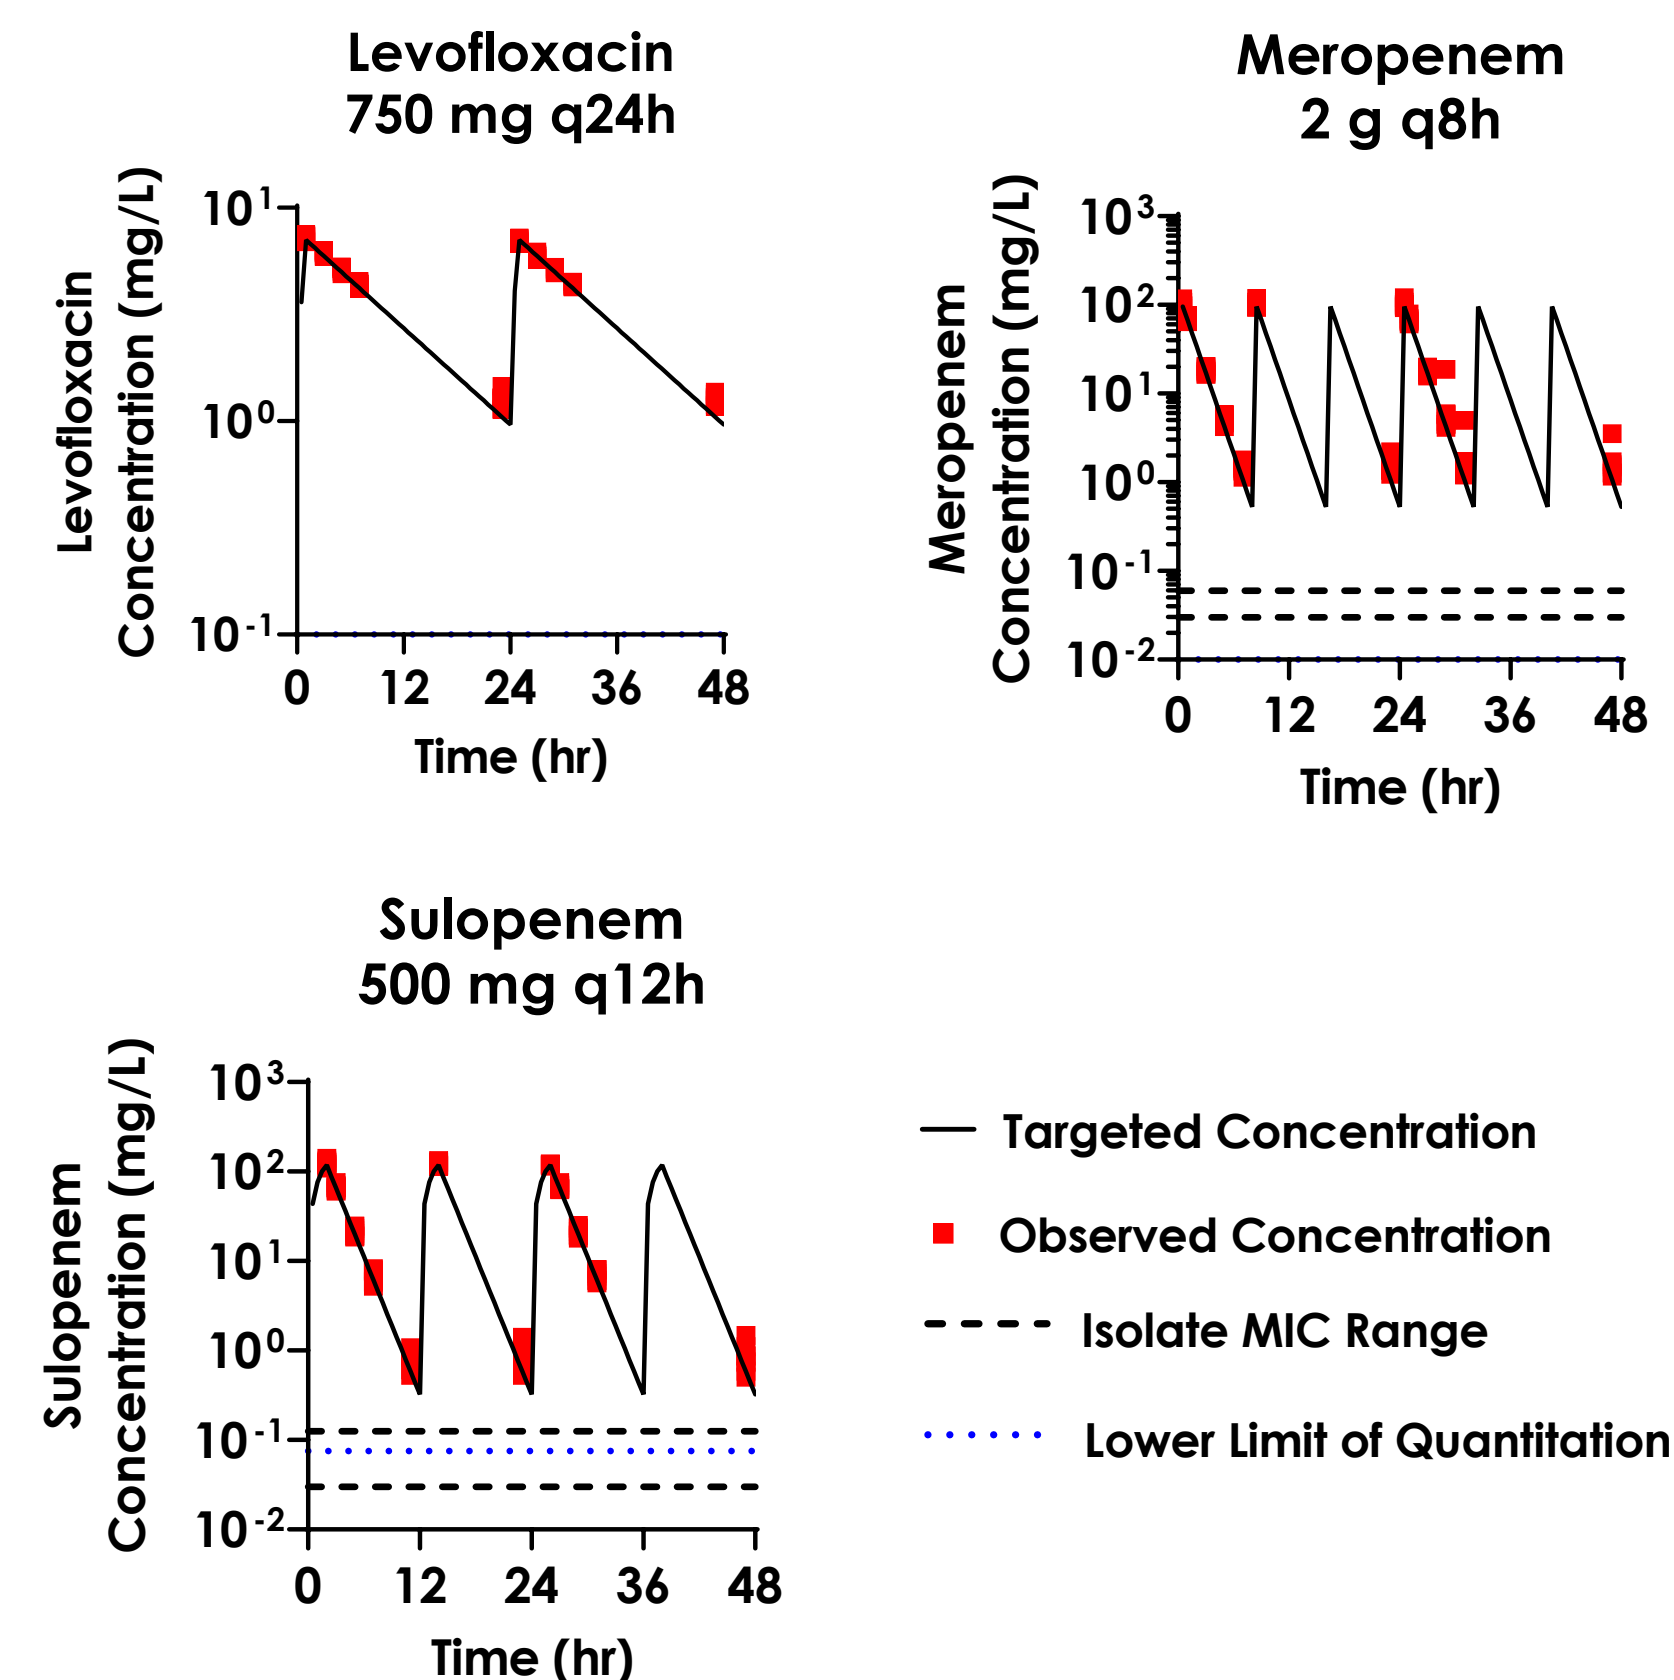 Levofloxacin
750 mg q24h
Levofloxacin
Concentration (mg/L)
10¹
10⁰
10⁻¹
0 12 24 36 48
Time (hr)
Meropenem
2 g q8h
Meropenem
Concentration (mg/L)
10³
10²
10¹
10⁰
10⁻¹
10⁻²
0 12 24 36 48
Time (hr)
Sulopenem
500 mg q12h
Sulopenem
Concentration (mg/L)
10³
10²
10¹
10⁰
10⁻¹
10⁻²
0 12 24 36 48
Time (hr)
Targeted Concentration
Observed Concentration
Isolate MIC Range
Lower Limit of Quantitation